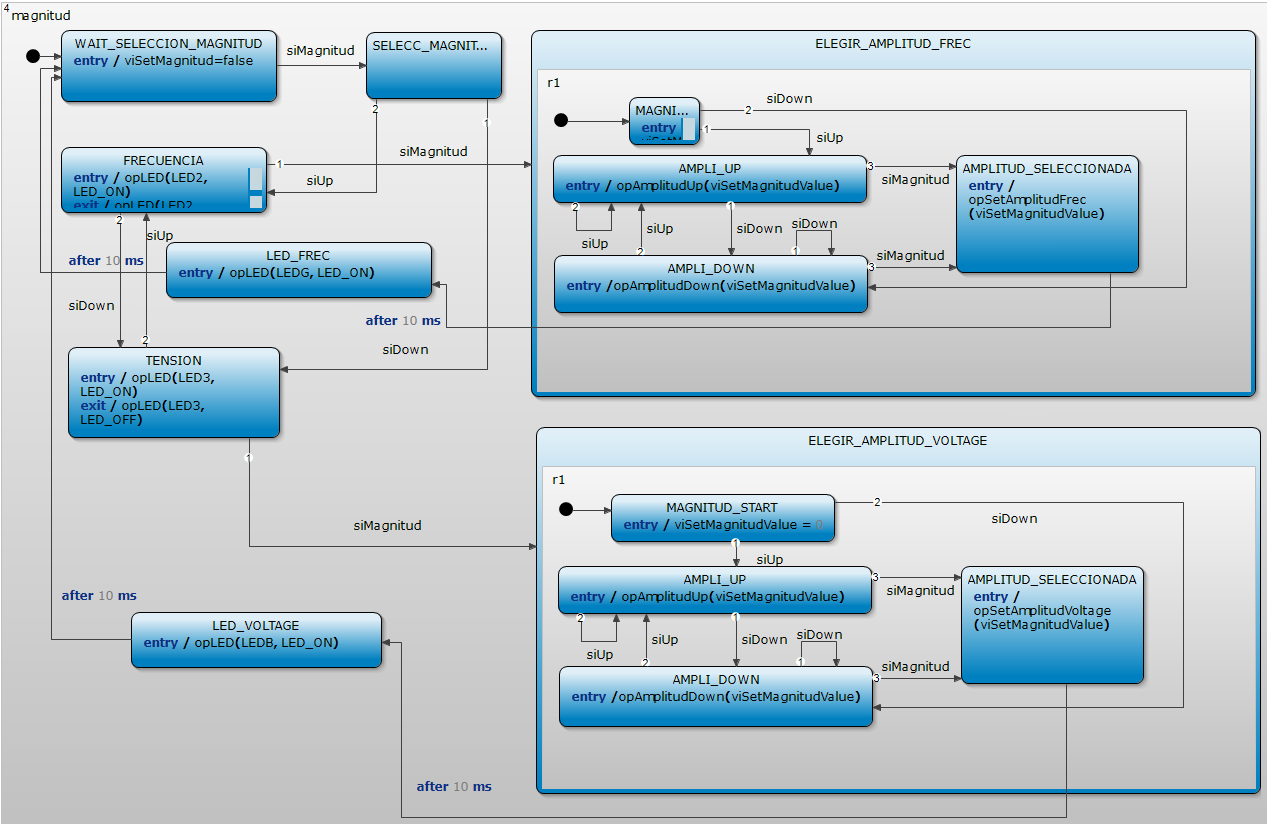 4
magnitud
WAIT_SELECCION_MAGNITUD
entry / viSetMagnitud=false
siMagnitud
SELECC_MAGNIT...
2
1
FRECUENCIA
entry / opLED(LED2,
LED_ON)
exit / opLED(LED2
1
siMagnitud
siUp
2
siUp
after 10 ms
LED_FREC
entry / opLED(LEDG, LED_ON)
siDown
after 10 ms
siDown
2
TENSION
entry / opLED(LED3,
LED_ON)
exit / opLED(LED3,
LED_OFF)
1
siMagnitud
after 10 ms
LED_VOLTAGE
entry / opLED(LEDB, LED_ON)
after 10 ms
ELEGIR_AMPLITUD_FREC
r1
MAGNI...
entry
2
siDown
1
siUp
AMPLI_UP
entry / opAmplitudUp(viSetMagnitudValue)
3
siMagnitud
AMPLITUD_SELECCIONADA
entry /
opSetAmplitudFrec
(viSetMagnitudValue)
2
siUp
siUp
2
1
siDown
siDown
1
AMPLI_DOWN
entry /opAmplitudDown(viSetMagnitudValue)
3
siMagnitud
ELEGIR_AMPLITUD_VOLTAGE
r1
MAGNITUD_START
entry / viSetMagnitudValue = 0
2
siDown
1
siUp
AMPLI_UP
entry / opAmplitudUp(viSetMagnitudValue)
3
siMagnitud
AMPLITUD_SELECCIONADA
entry /
opSetAmplitudVoltage
(viSetMagnitudValue)
2
siUp
siUp
2
1
siDown
siDown
1
AMPLI_DOWN
entry /opAmplitudDown(viSetMagnitudValue)
3
siMagnitud